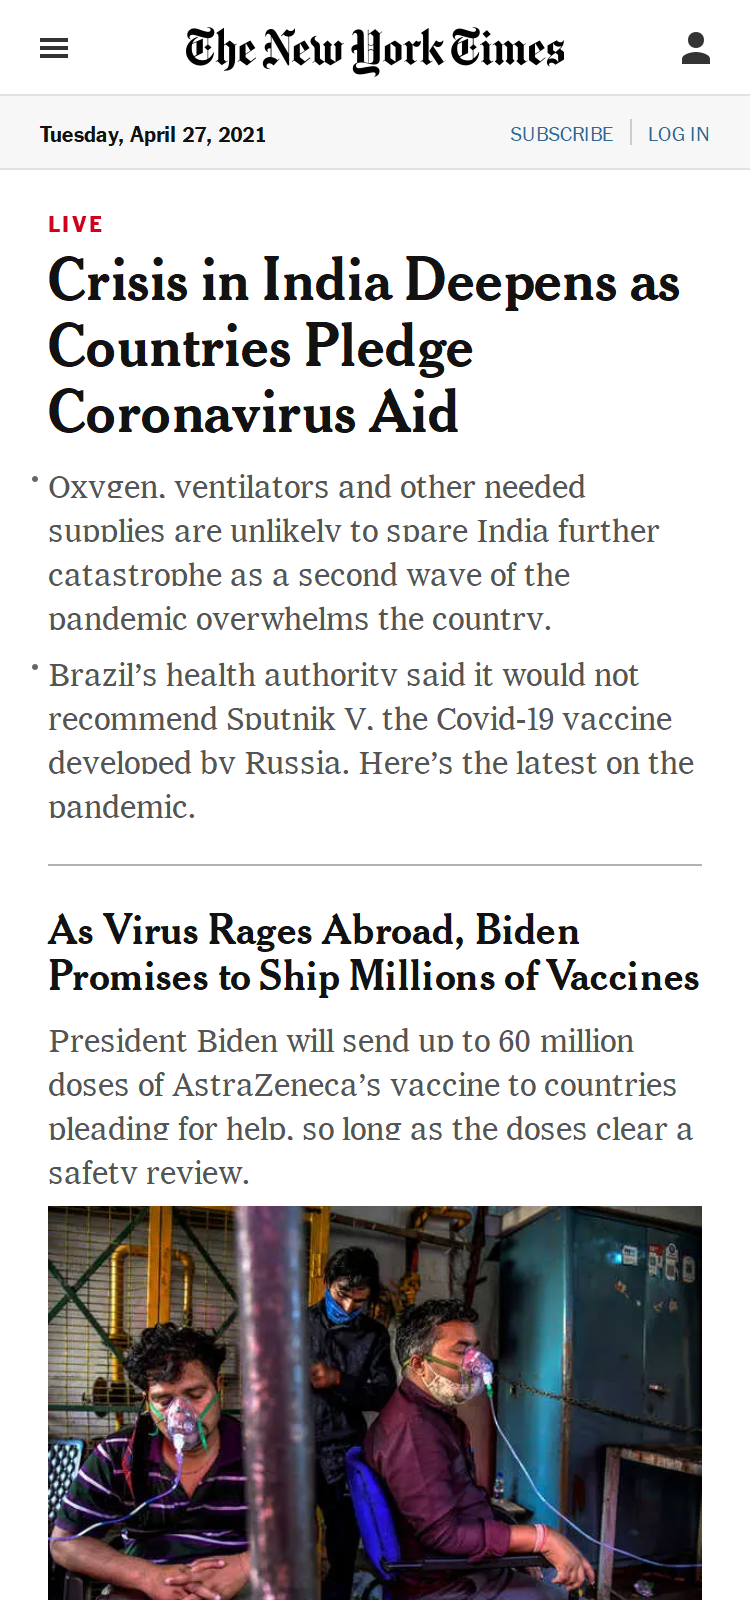 The New York Times
Tuesday, April 27, 2021
SUBSCRIBE
LOG IN
LIVE
Crisis in India Deepens as
Countries Pledge
Coronavirus Aid
Oxygen, ventilators and other needed
supplies are unlikely to spare India further
catastrophe as a second wave of the
pandemic overwhelms the country.
Brazil’s health authority said it would not
recommend Sputnik V, the Covid-19 vaccine
developed by Russia. Here’s the latest on the
pandemic.
As Virus Rages Abroad, Biden
Promises to Ship Millions of Vaccines
President Biden will send up to 60 million
doses of AstraZeneca’s vaccine to countries
pleading for help, so long as the doses clear a
safety review.